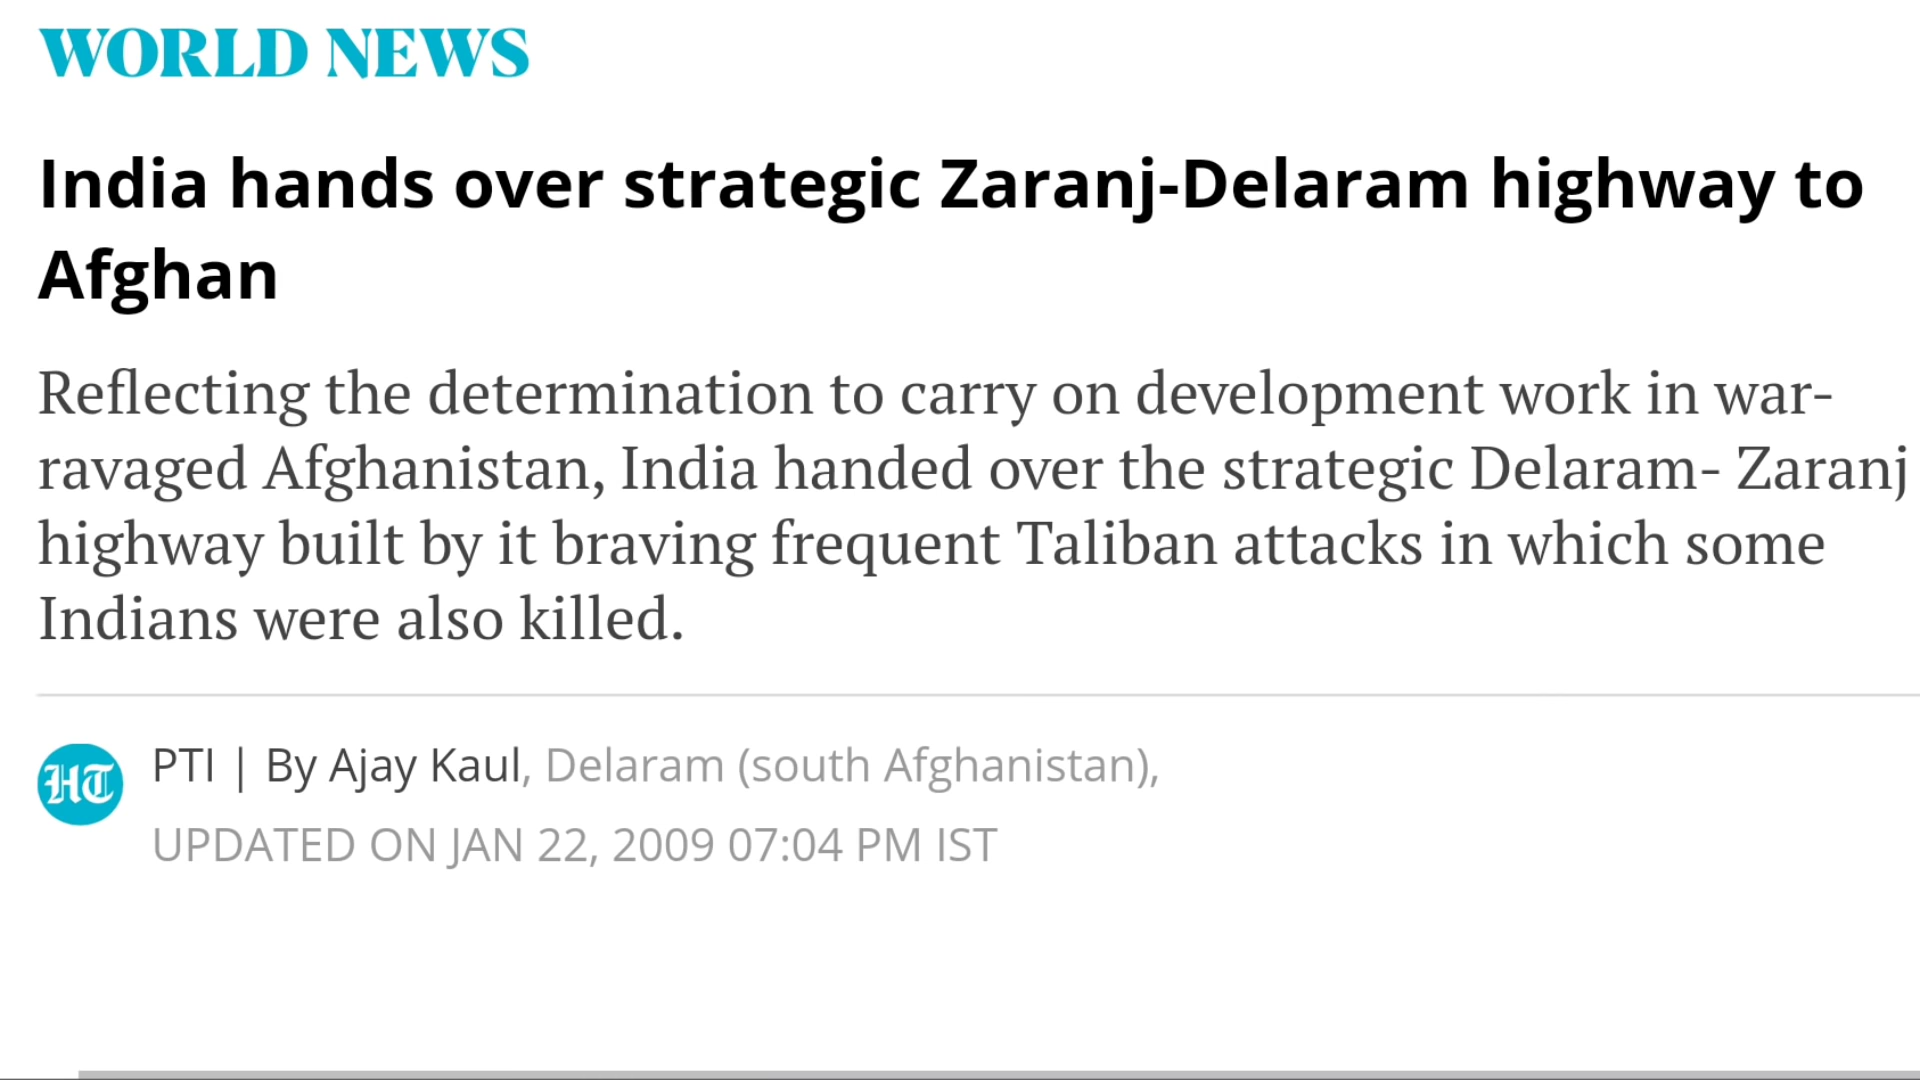 WORLD NEWS
India hands over strategic Zaranj-Delaram highway to
Afghan
Reflecting the determination to carry on development work in war-
ravaged Afghanistan, India handed over the strategic Delaram- Zaranj
highway built by it braving frequent Taliban attacks in which some
Indians were also killed.
HT
PTI | By Ajay Kaul, Delaram (south Afghanistan),
UPDATED ON JAN 22, 2009 07:04 PM IST